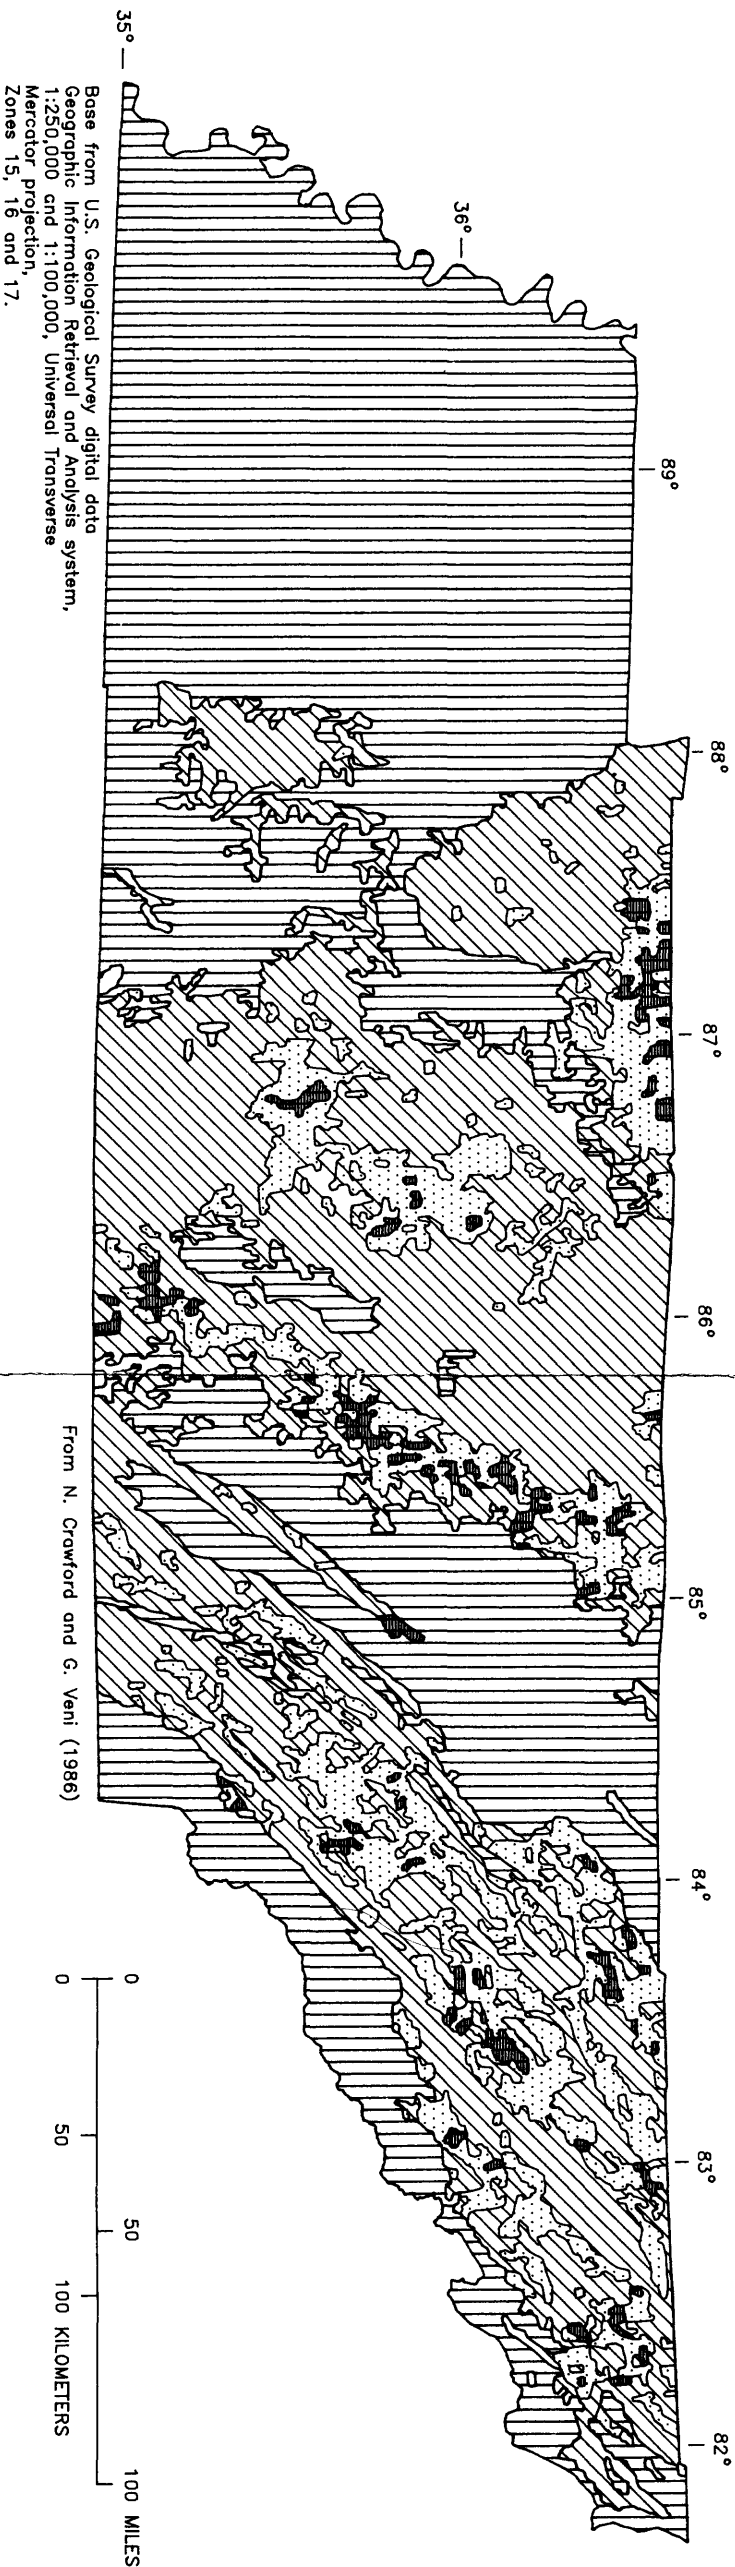 35°
36°
89°
88°
87°
86°
85°
84°
83°
82°
Base from U.S. Geological Survey digital data
Geographic Information Retrieval and Analysis system,
1:250,000 and 1:100,000, Universal Transverse
Mercator projection,
Zones 15, 16 and 17.
From N. Crawford and G. Veni (1986)
0 50 100 MILES
0 50 100 KILOMETERS